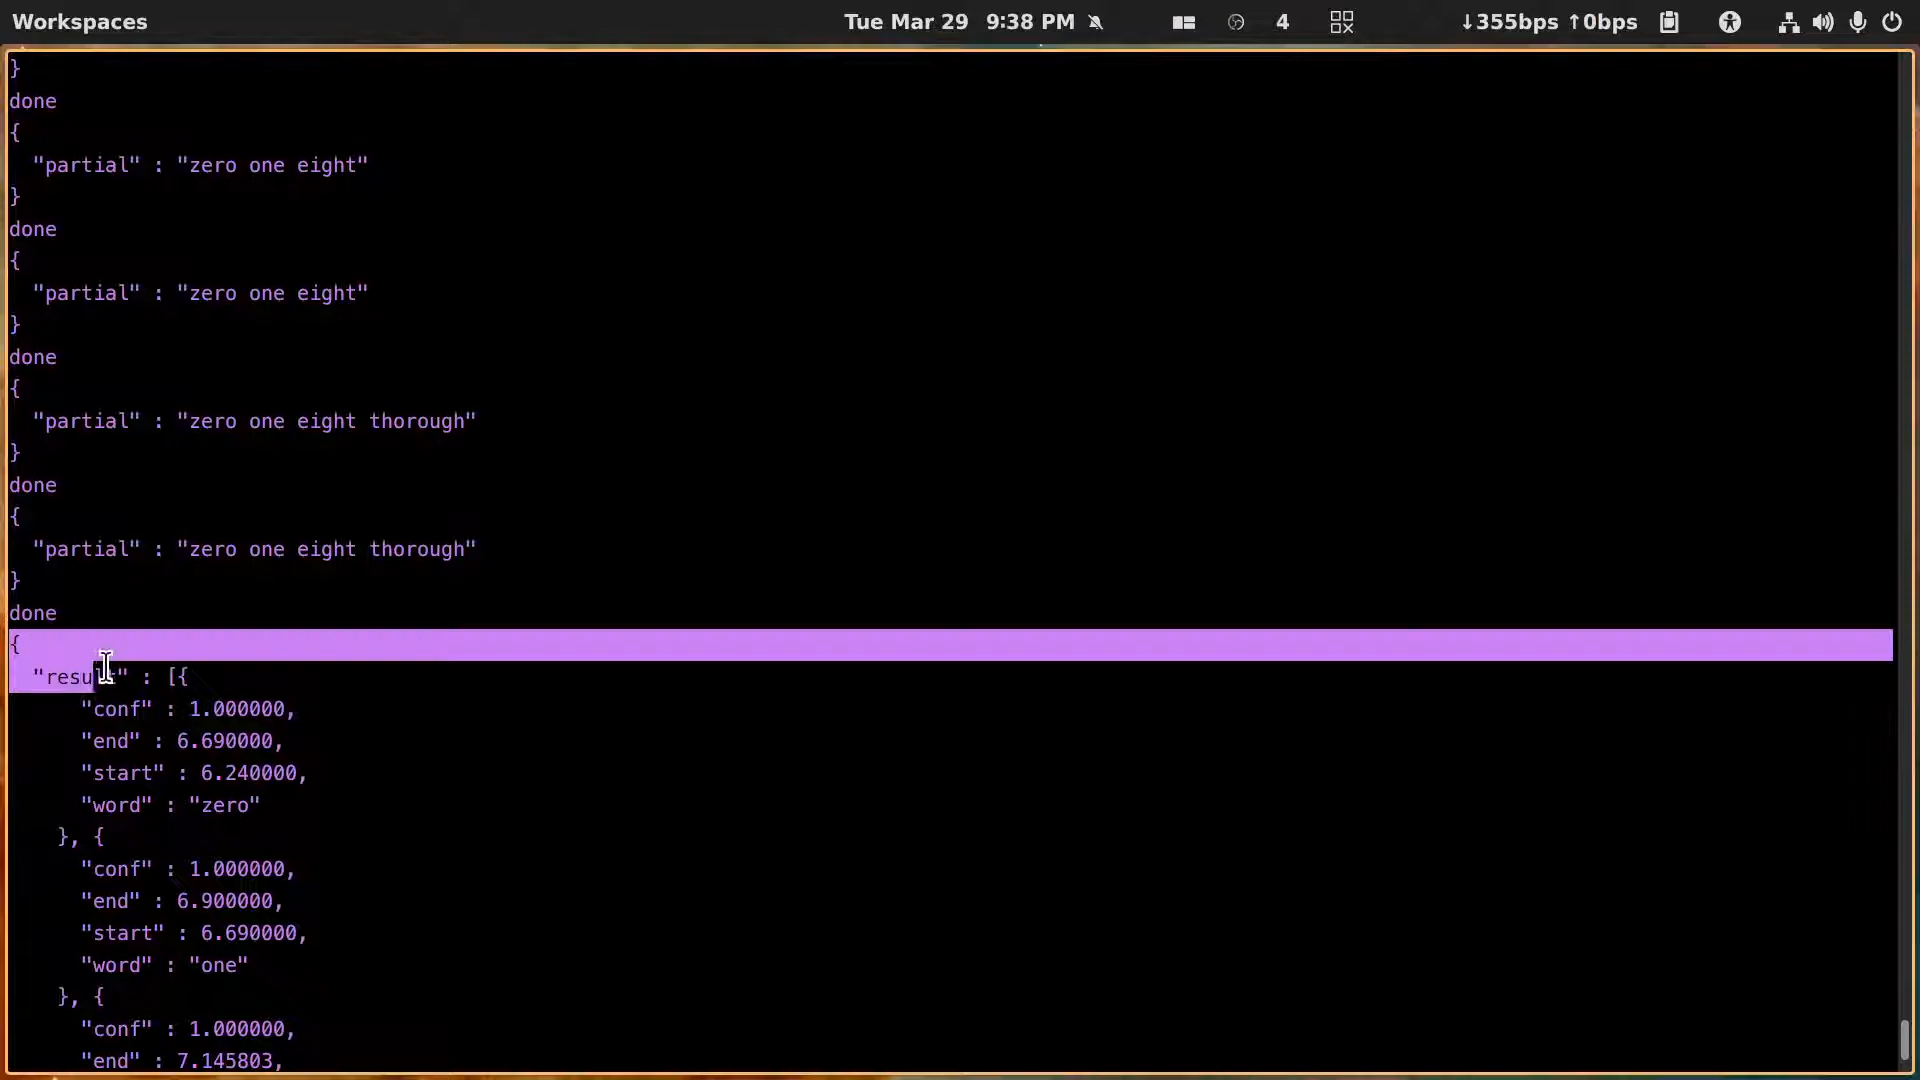 Workspaces Tue Mar 29 9:38 PM 4 ↓355bps ↑0bps
}
done
{
  "partial" : "zero one eight"
}
done
{
  "partial" : "zero one eight"
}
done
{
  "partial" : "zero one eight thorough"
}
done
{
  "partial" : "zero one eight thorough"
}
done
{
  "result" : [{
      "conf" : 1.000000,
      "end" : 6.690000,
      "start" : 6.240000,
      "word" : "zero"
    }, {
      "conf" : 1.000000,
      "end" : 6.900000,
      "start" : 6.690000,
      "word" : "one"
    }, {
      "conf" : 1.000000,
      "end" : 7.145803,